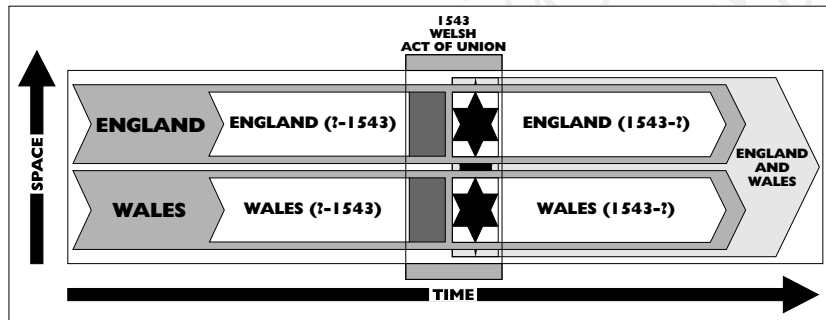 1543
WELSH
ACT OF UNION
ENGLAND
ENGLAND (?-1543)
ENGLAND (1543-?)
ENGLAND
AND
WALES
WALES
WALES (?-1543)
WALES (1543-?)
SPACE
TIME